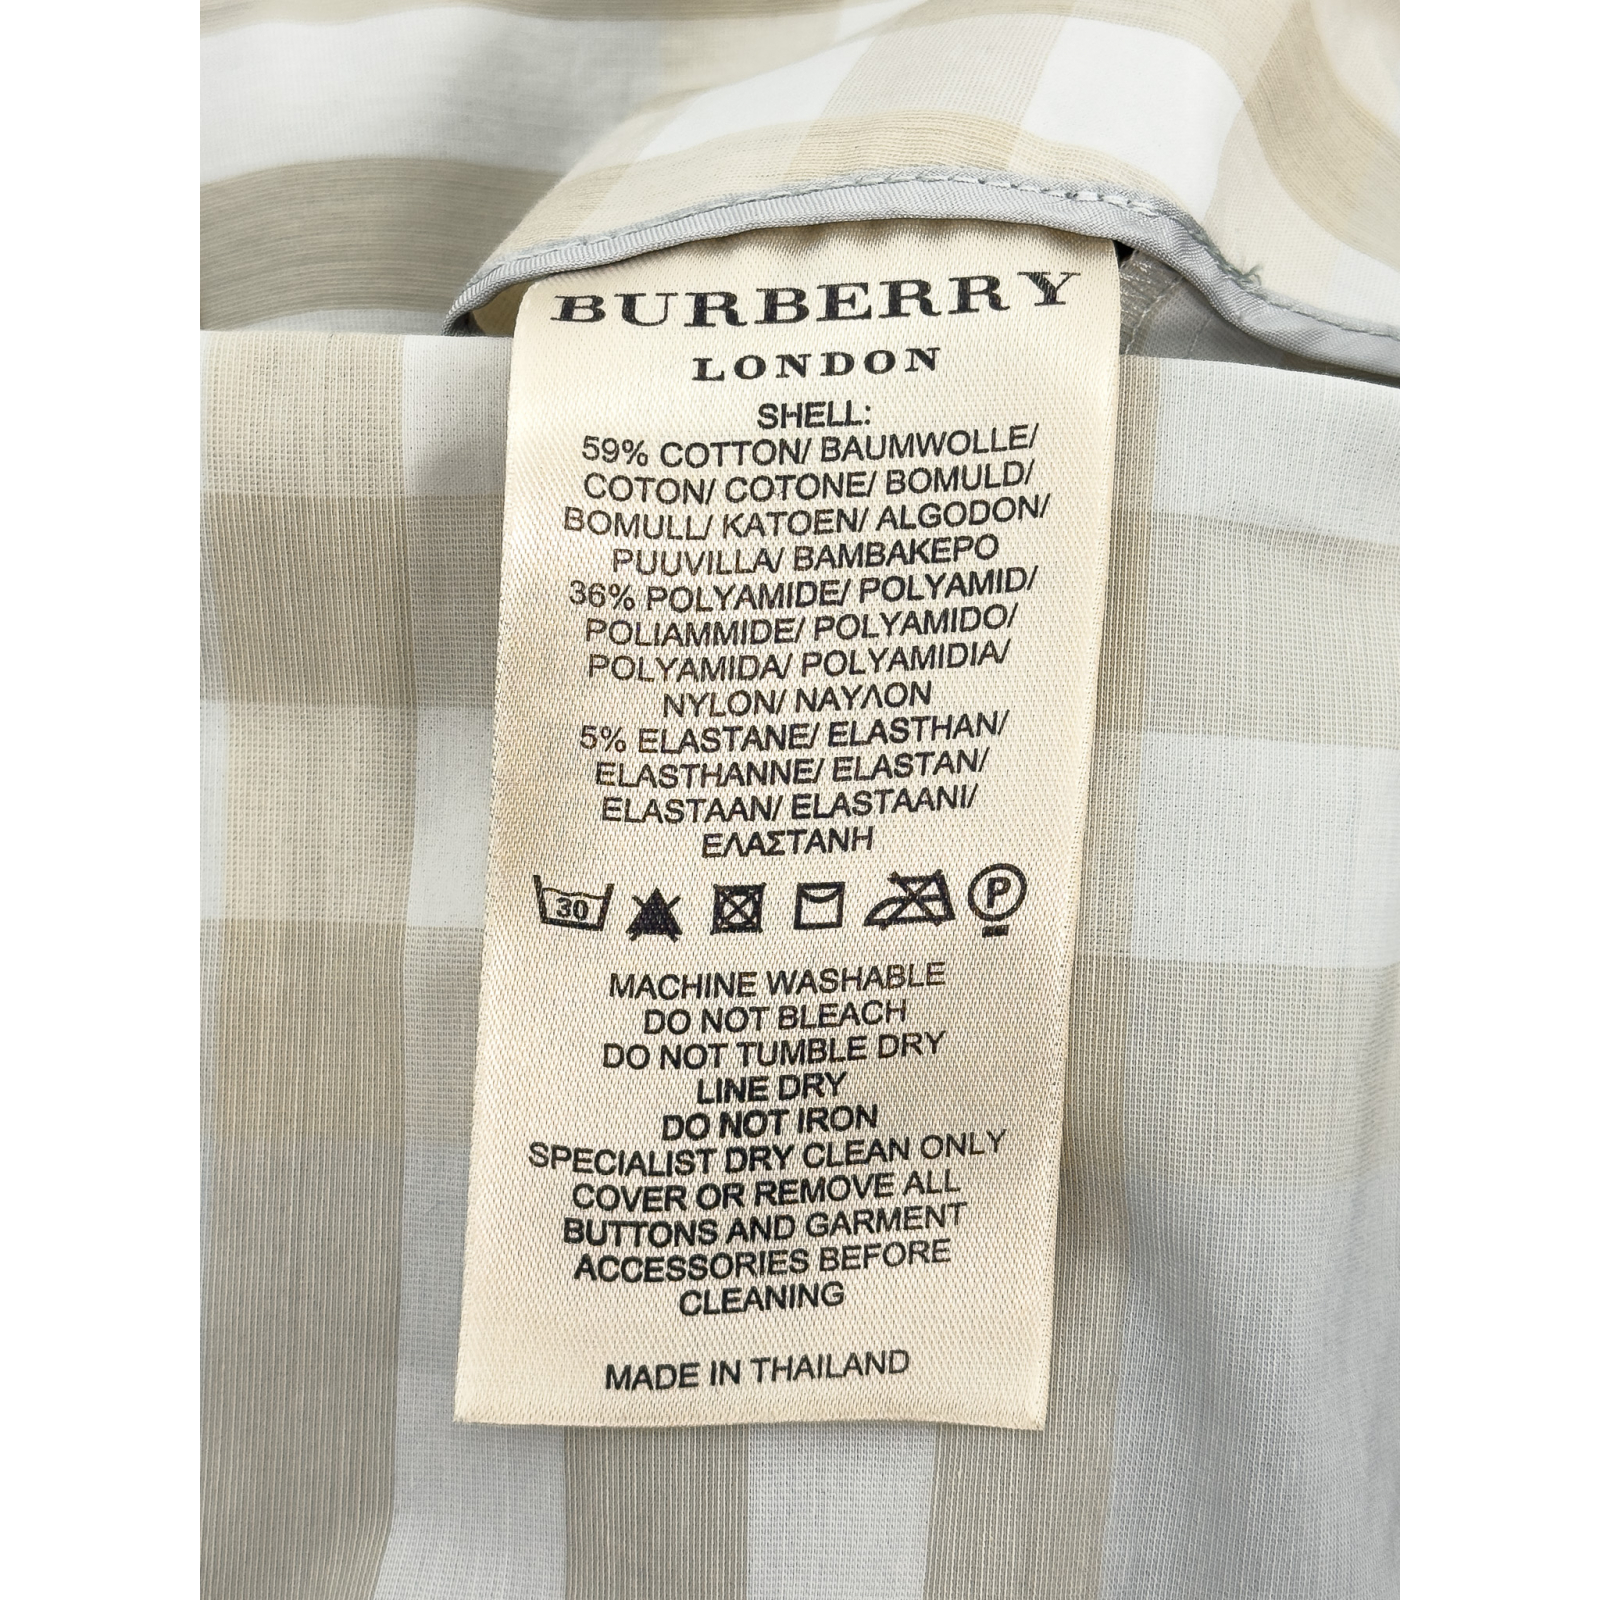 BURBERRY
LONDON
SHELL:
59% COTTON/ BAUMWOLLE/
COTON/ COTONE/ BOMULD/
BOMULL/ KATOEN/ ALGODON/
PUUVILLA/ ΒΑΜΒΑΚΕΡΟ
36% POLYAMIDE/ POLYAMID/
POLIAMMIDE/ POLYAMIDO/
POLYAMIDA/ POLYAMIDIA/
NYLON/ ΝΑΥΛΟΝ
5% ELASTANE/ ELASTHAN/
ELASTHANNE/ ELASTAN/
ELASTAAN/ ELASTAANI/
ΕΛΑΣΤΑΝΗ
30 P
MACHINE WASHABLE
DO NOT BLEACH
DO NOT TUMBLE DRY
LINE DRY
DO NOT IRON
SPECIALIST DRY CLEAN ONLY
COVER OR REMOVE ALL
BUTTONS AND GARMENT
ACCESSORIES BEFORE
CLEANING
MADE IN THAILAND